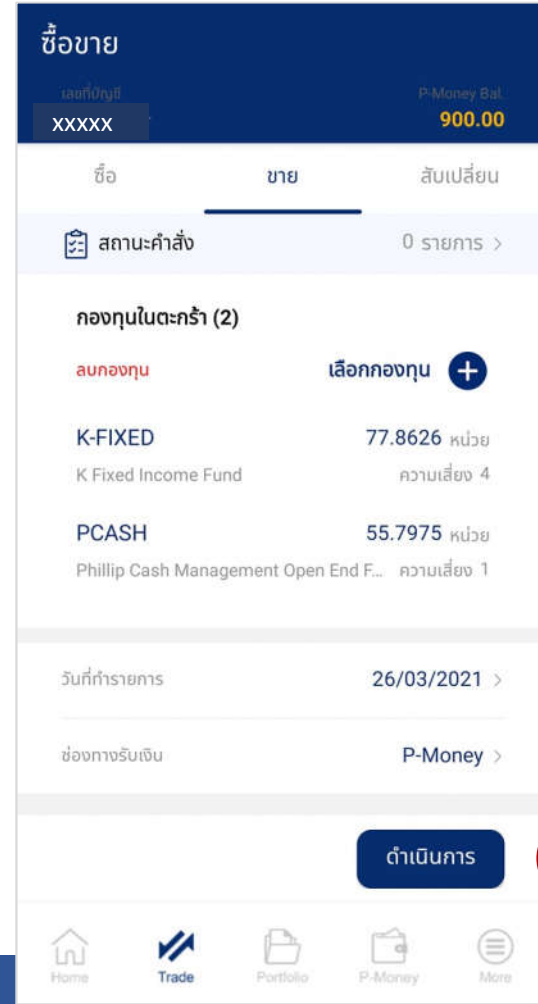 ซื้อขาย
เลขที่บัญชี P-Money Bal.
xxxxx 900.00
ซื้อ ขาย สับเปลี่ยน
สถานะคำสั่ง 0 รายการ >
กองทุนในตะกร้า (2)
ลบกองทุน เลือกกองทุน +
K-FIXED 77.8626 หน่วย
K Fixed Income Fund ความเสี่ยง 4
PCASH 55.7975 หน่วย
Phillip Cash Management Open End F... ความเสี่ยง 1
วันที่ทำรายการ 26/03/2021 >
ช่องทางรับเงิน P-Money >
ดำเนินการ
Home Trade Portfolio P-Money More